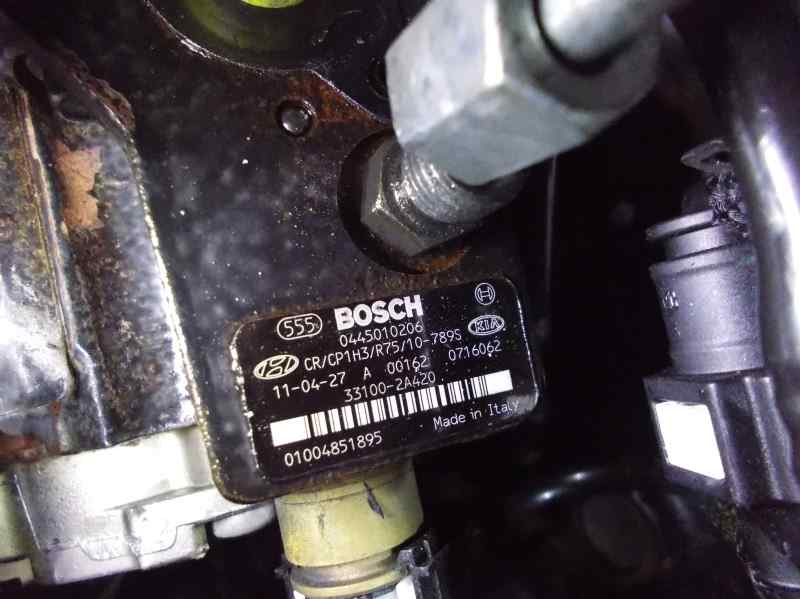 555 BOSCH
0445010206
CR/CP1H3/R75/10-789S KIA
11-04-27 A 00162 0716062
33100-2A420
Made in Italy
01004851895